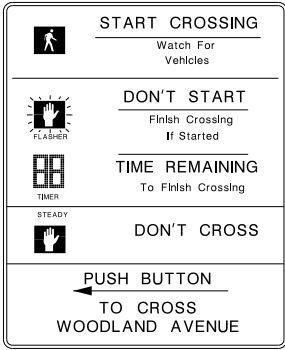 START CROSSING
Watch For
Vehicles
DON'T START
Finish Crossing
If Started
FLASHER
TIME REMAINING
To Finish Crossing
TIMER
STEADY
DON'T CROSS
PUSH BUTTON
TO CROSS
WOODLAND AVENUE